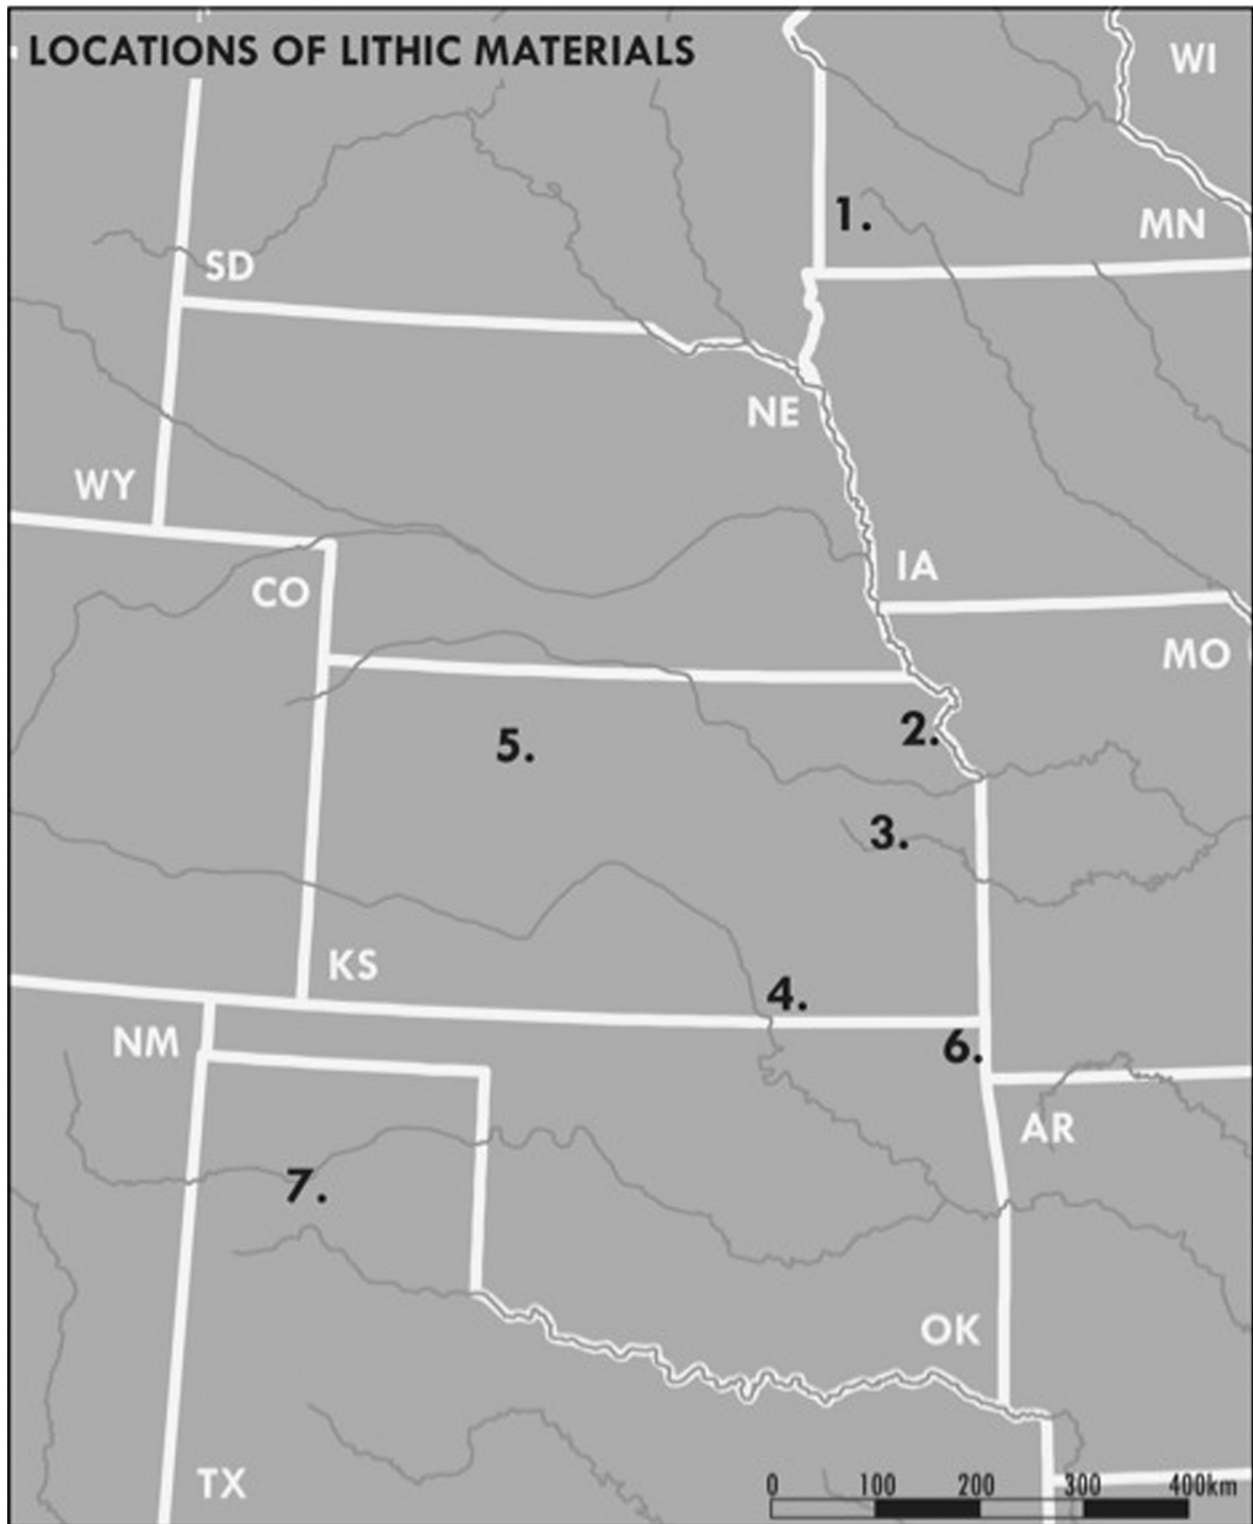 LOCATIONS OF LITHIC MATERIALS
WI
1.
MN
SD
NE
WY
IA
CO
MO
2.
5.
3.
KS
4.
NM
6.
AR
7.
OK
TX
0 100 200 300 400km